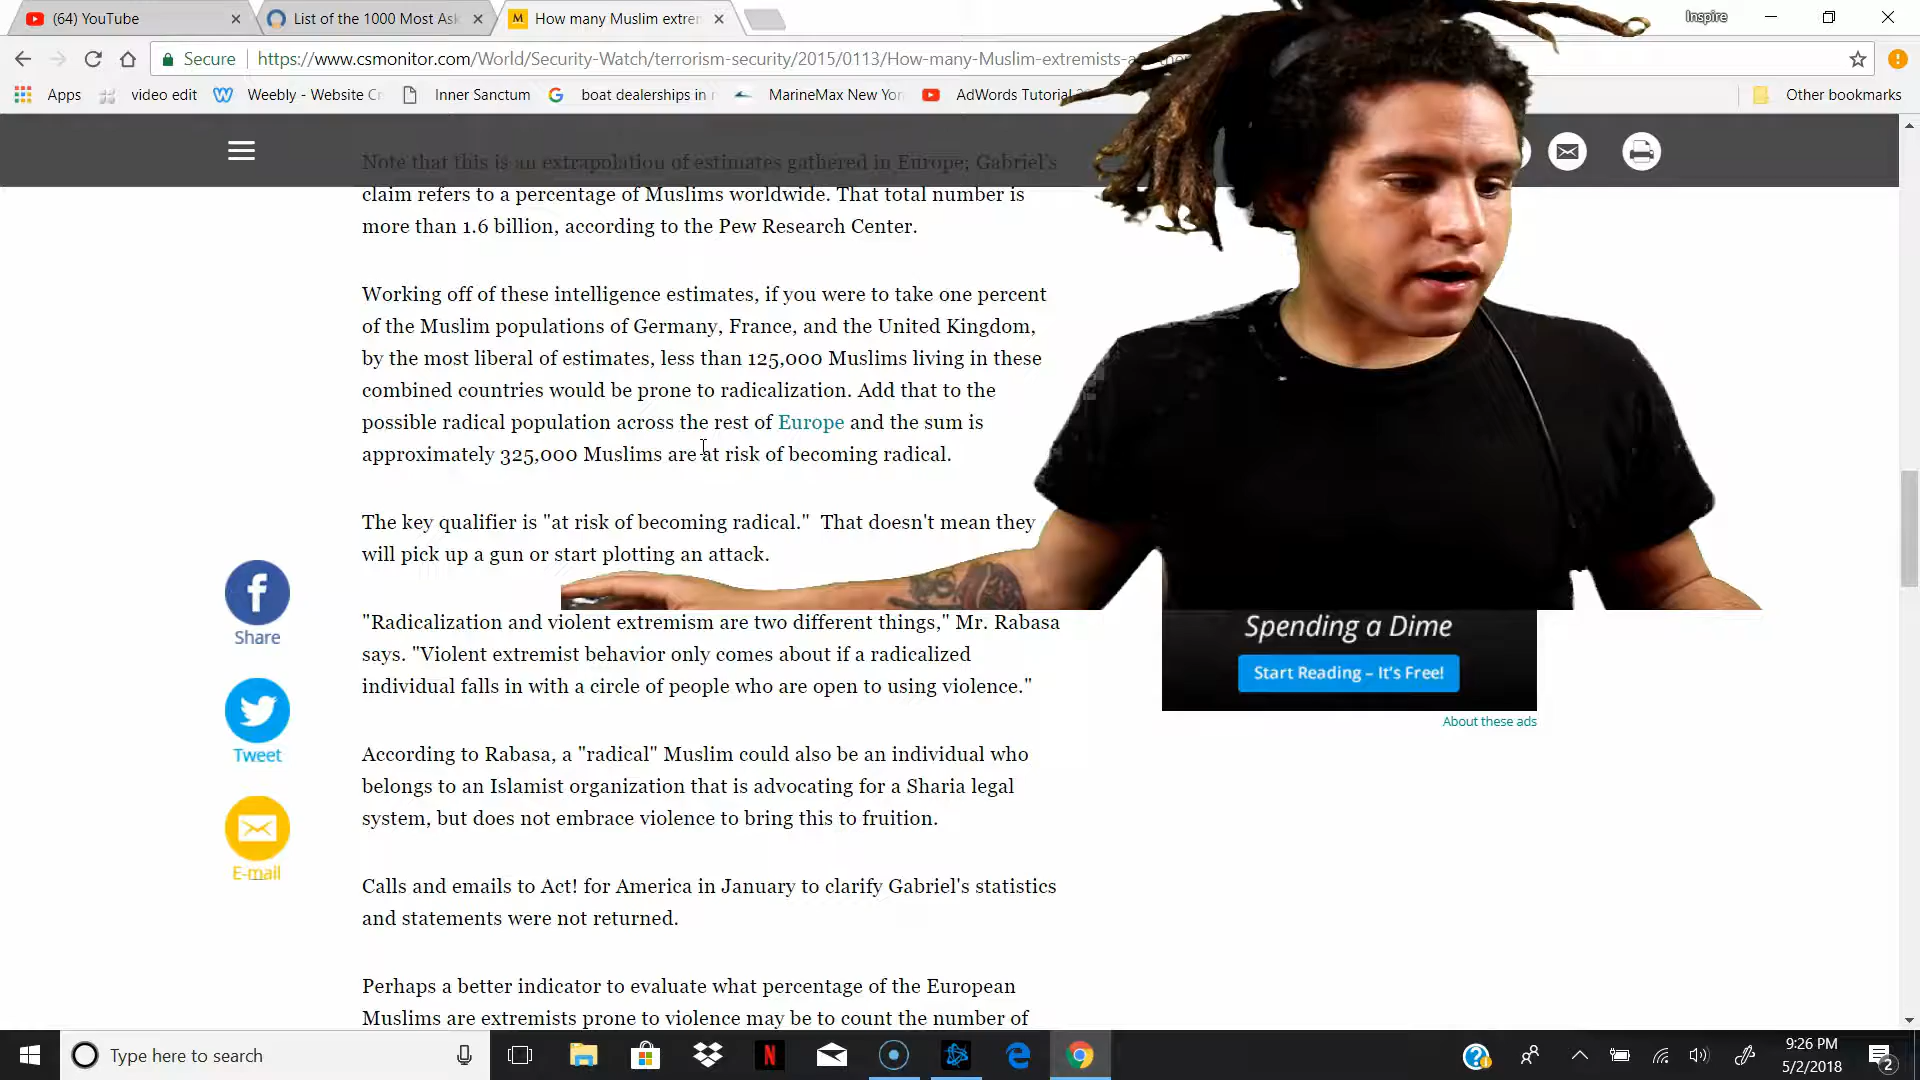 (64) YouTube
List of the 1000 Most Ask
How many Muslim extrem
Inspire
Secure
https://www.csmonitor.com/World/Security-Watch/terrorism-security/2015/0113/How-many-Muslim-extremists-a
Apps
video edit
Weebly - Website Cr
Inner Sanctum
boat dealerships in r
MarineMax New Yor
AdWords Tutorial
Other bookmarks
Note that this is an extrapolation of estimates gathered in Europe; Gabriel's
claim refers to a percentage of Muslims worldwide. That total number is
more than 1.6 billion, according to the Pew Research Center.
Working off of these intelligence estimates, if you were to take one percent
of the Muslim populations of Germany, France, and the United Kingdom,
by the most liberal of estimates, less than 125,000 Muslims living in these
combined countries would be prone to radicalization. Add that to the
possible radical population across the rest of Europe and the sum is
approximately 325,000 Muslims are at risk of becoming radical.
The key qualifier is "at risk of becoming radical." That doesn't mean they
will pick up a gun or start plotting an attack.
"Radicalization and violent extremism are two different things," Mr. Rabasa
says. "Violent extremist behavior only comes about if a radicalized
individual falls in with a circle of people who are open to using violence."
According to Rabasa, a "radical" Muslim could also be an individual who
belongs to an Islamist organization that is advocating for a Sharia legal
system, but does not embrace violence to bring this to fruition.
Calls and emails to Act! for America in January to clarify Gabriel's statistics
and statements were not returned.
Perhaps a better indicator to evaluate what percentage of the European
Muslims are extremists prone to violence may be to count the number of
Share
Tweet
E-mail
Spending a Dime
Start Reading – It's Free!
About these ads
Type here to search
9:26 PM
5/2/2018
2